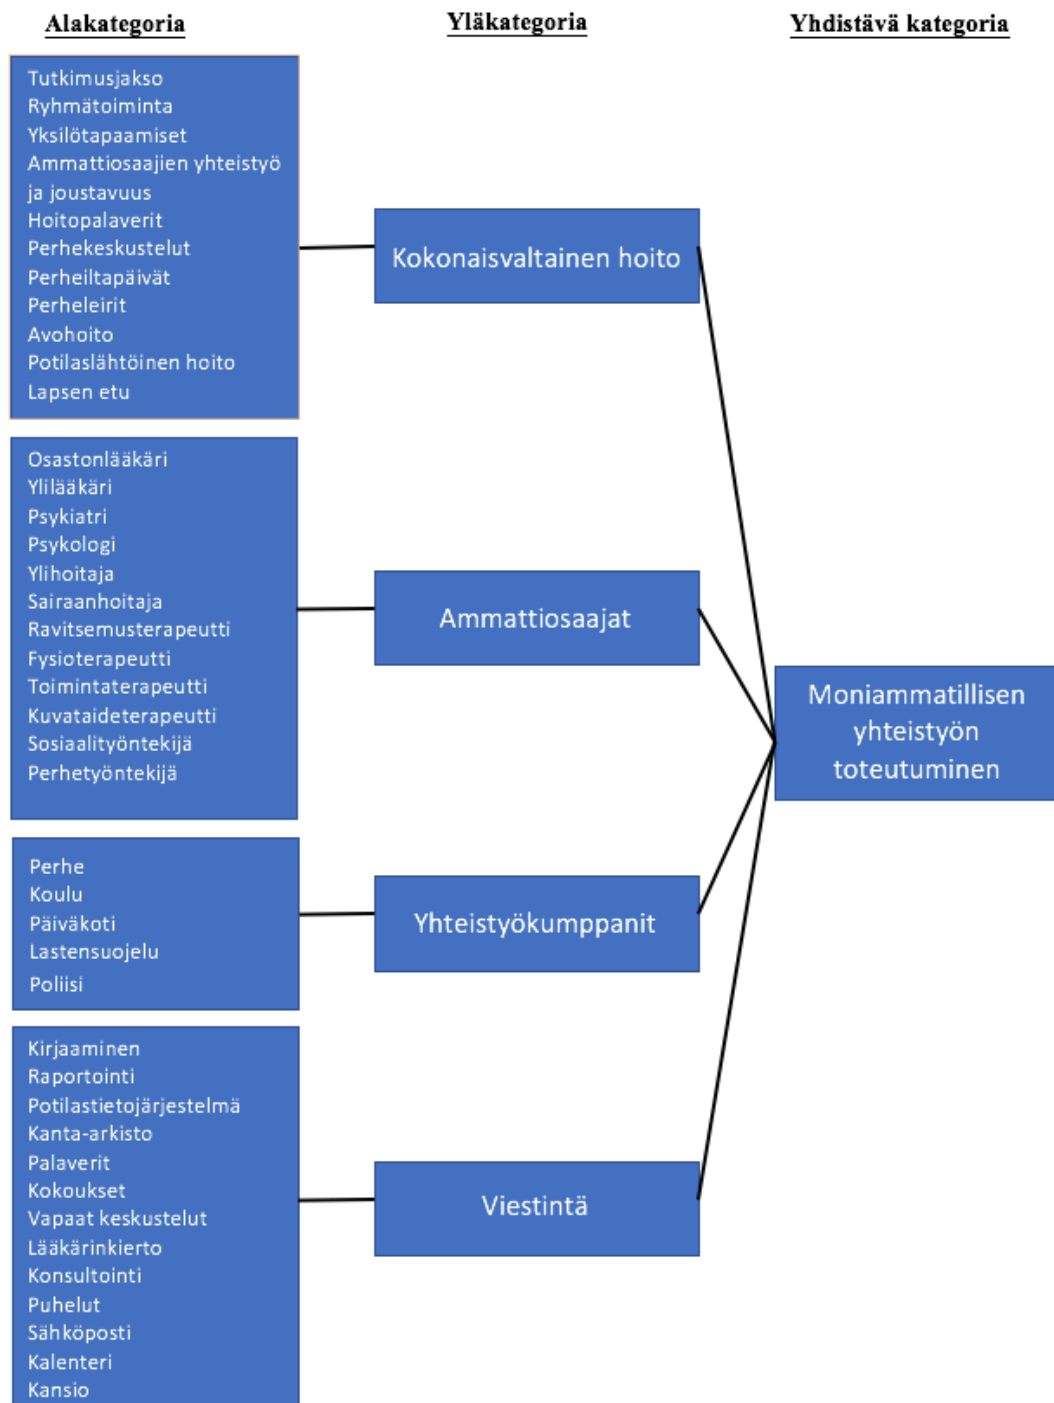 Alakategoria
Yläkategoria
Yhdistävä kategoria
Tutkimusjakso
Ryhmätoiminta
Yksilötapaamiset
Ammattiosaajien yhteistyö
ja joustavuus
Hoitopalaverit
Perhekeskustelut
Perheiltapäivät
Perheleirit
Avohoito
Potilaslähtöinen hoito
Lapsen etu
Kokonaisvaltainen hoito
Osastonlääkäri
Ylilääkäri
Psykiatri
Psykologi
Ylihoitaja
Sairaanhoitaja
Ravitsemusterapeutti
Fysioterapeutti
Toimintaterapeutti
Kuvataideterapeutti
Sosiaalityöntekijä
Perhetyöntekijä
Ammattiosaajat
Moniammatillisen
yhteistyön
toteutuminen
Perhe
Koulu
Päiväkoti
Lastensuojelu
Poliisi
Yhteistyökumppanit
Kirjaaminen
Raportointi
Potilastietojärjestelmä
Kanta-arkisto
Palaverit
Kokoukset
Vapaat keskustelut
Lääkärinkierto
Konsultointi
Puhelut
Sähköposti
Kalenteri
Kansio
Viestintä